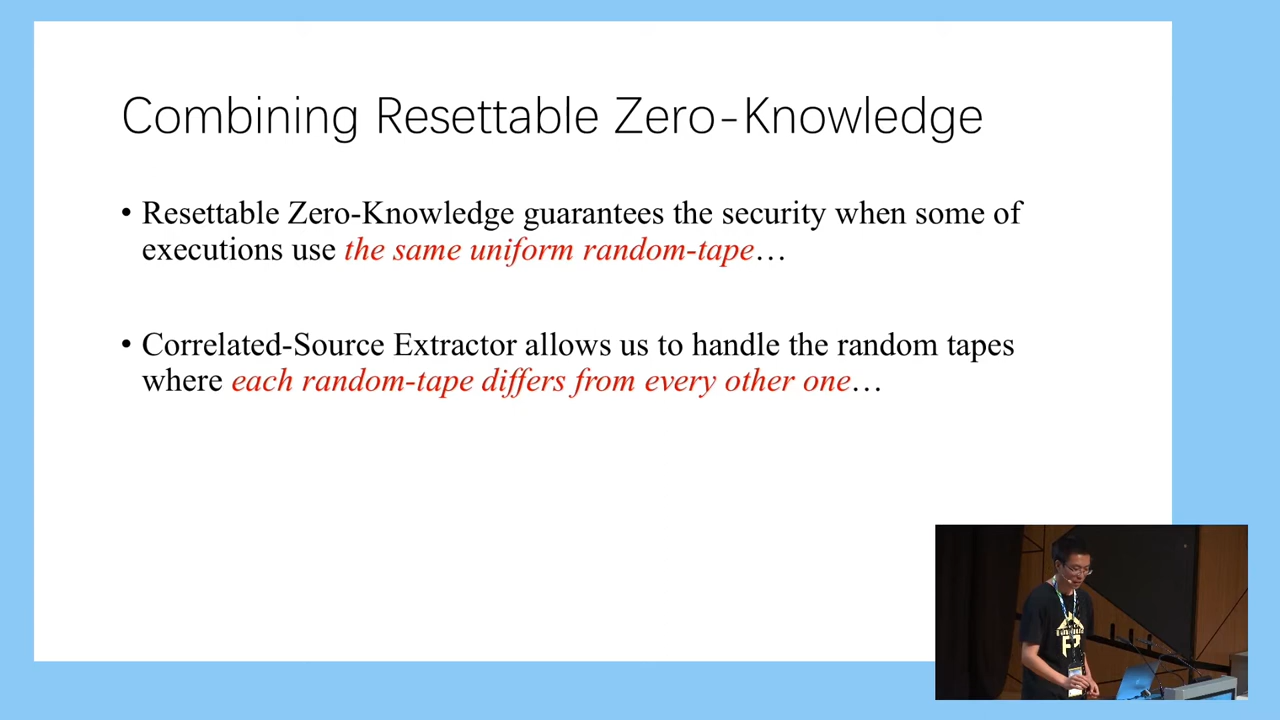 Combining Resettable Zero-Knowledge
• Resettable Zero-Knowledge guarantees the security when some of
executions use the same uniform random-tape…
• Correlated-Source Extractor allows us to handle the random tapes
where each random-tape differs from every other one…